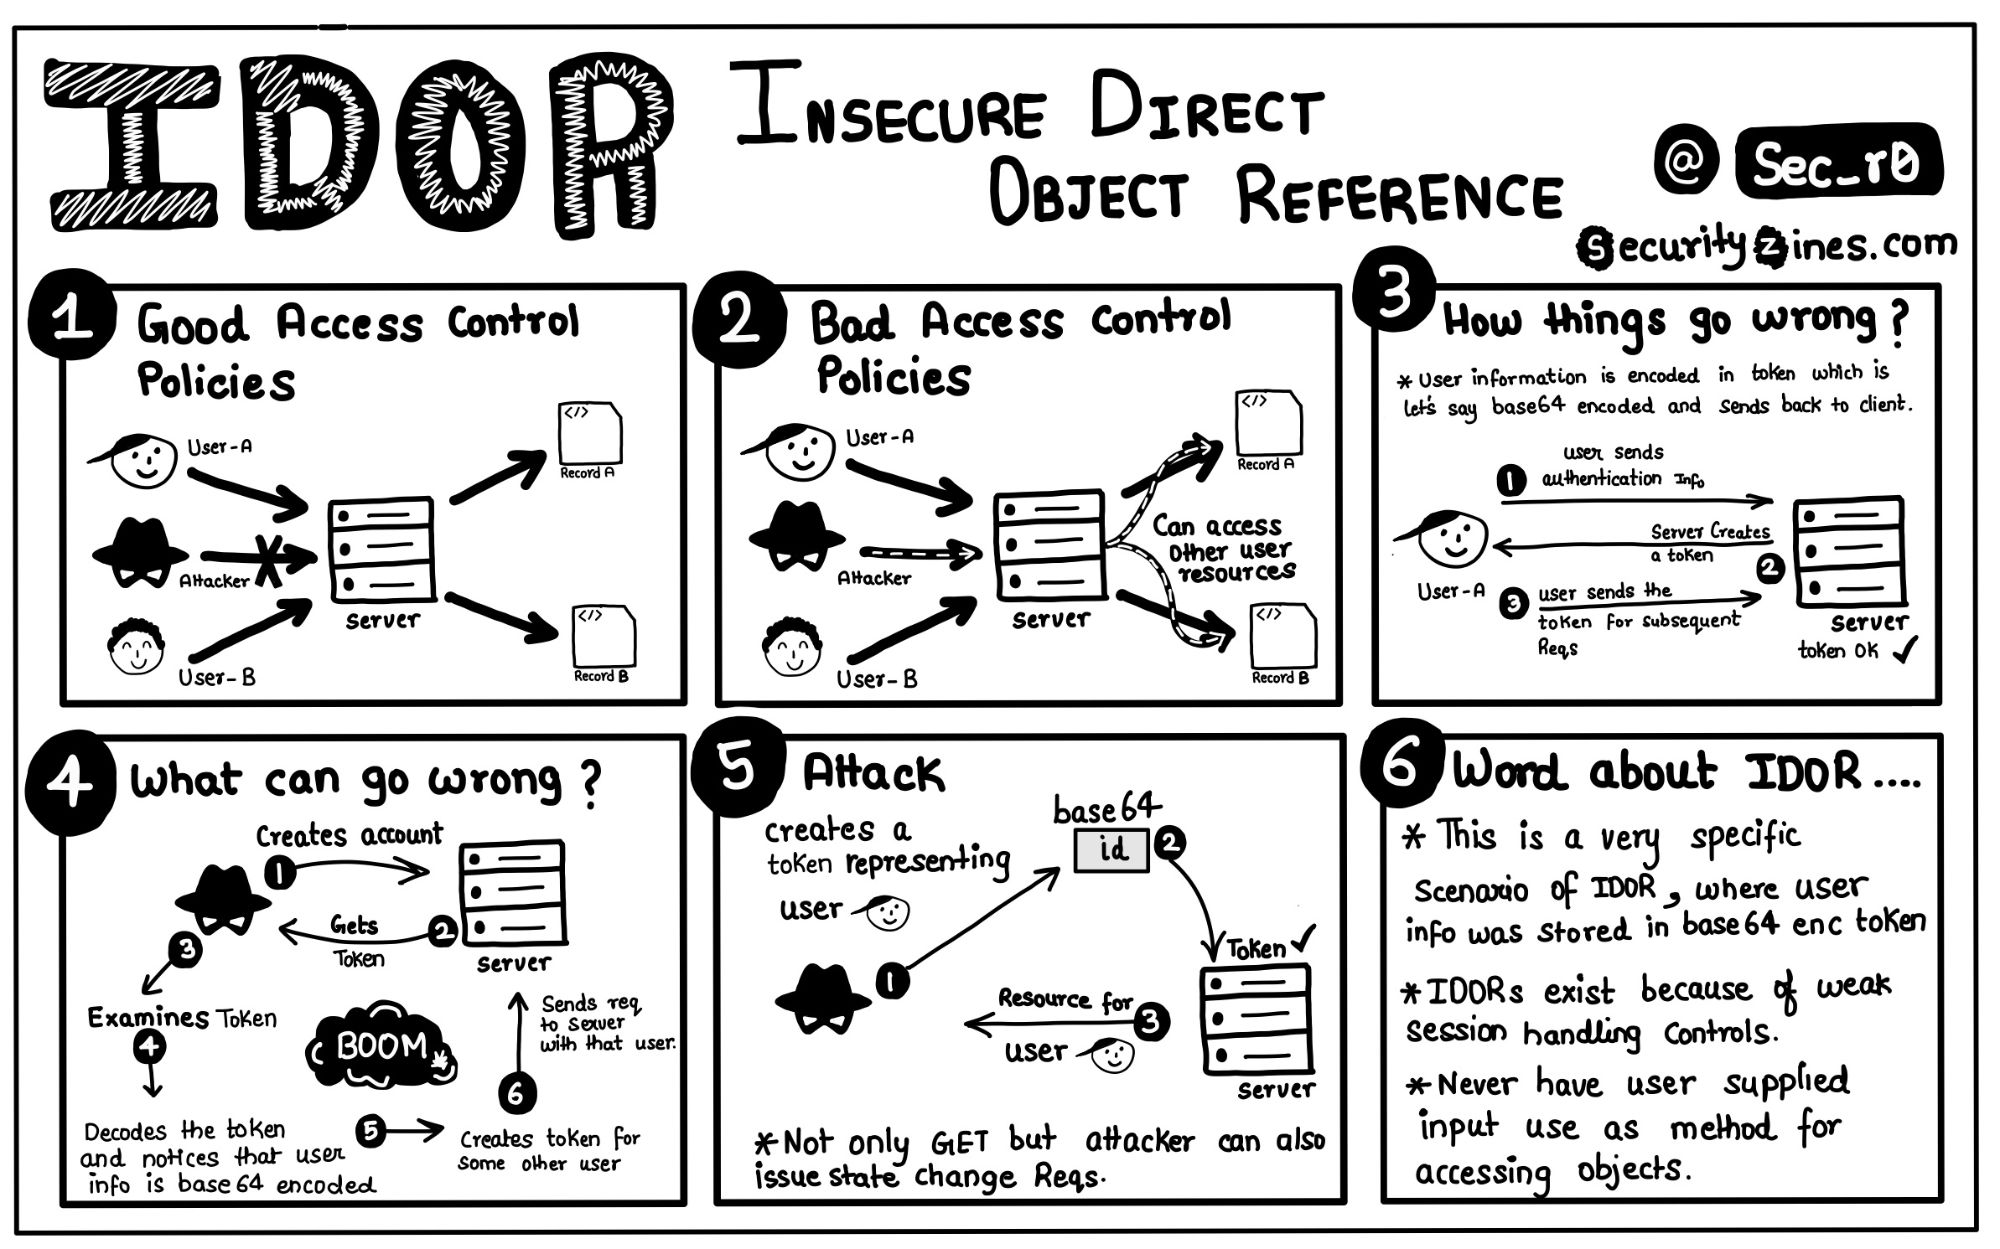 IDOR
INSECURE DIRECT
OBJECT REFERENCE
@ Sec_r0
SecurityZines.com
1
Good Access Control
Policies
User-A
</>
Record A
Attacker
Server
</>
User-B
Record B
2
Bad Access Control
Policies
User-A
</>
Record A
Can access
other user
resources
Attacker
Server
</>
User-B
Record B
3
How things go wrong?
* User information is encoded in token which is
let's say base64 encoded and sends back to client.
user sends
1 authentication Info
Server Creates
a token
2
User-A
3 user sends the
token for subsequent
Reqs
Server
token OK ✓
4
What can go wrong?
Creates account
1
Gets
2
Token
Server
3
Examines Token
4
BOOM
Sends req
to server
with that user.
6
Decodes the token
and notices that user
info is base64 encoded
5
Creates token for
Some other user
5
Attack
creates a
token representing
user
base64
id
2
Token ✓
1
Resource for
3
user
Server
* Not only GET but attacker can also
issue state change Reqs.
6
Word about IDOR....
* This is a very specific
Scenario of IDOR, where user
info was stored in base64 enc token
* IDORs exist because of weak
session handling Controls.
* Never have user supplied
input use as method for
accessing objects.